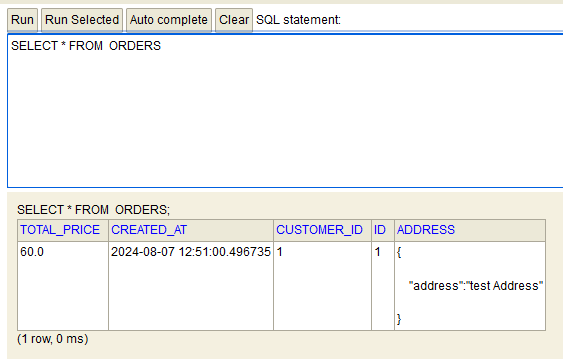 Run Run Selected Auto complete Clear SQL statement:
SELECT * FROM ORDERS
SELECT * FROM ORDERS;
TOTAL_PRICE CREATED_AT CUSTOMER_ID ID ADDRESS
60.0 2024-08-07 12:51:00.496735 1 1 {
"address":"test Address"
}
(1 row, 0 ms)